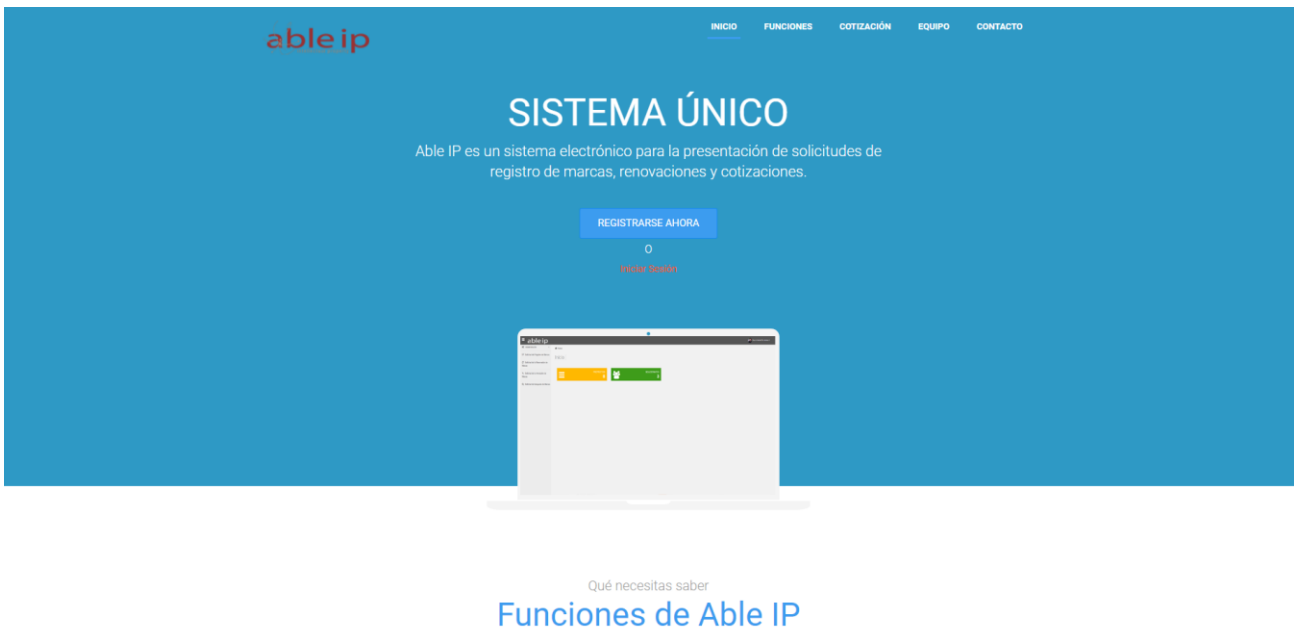 able ip
INICIO FUNCIONES COTIZACIÓN EQUIPO CONTACTO
SISTEMA ÚNICO
Able IP es un sistema electrónico para la presentación de solicitudes de
registro de marcas, renovaciones y cotizaciones.
REGISTRARSE AHORA
O
Iniciar Sesión
able ip
Qué necesitas saber
Funciones de Able IP